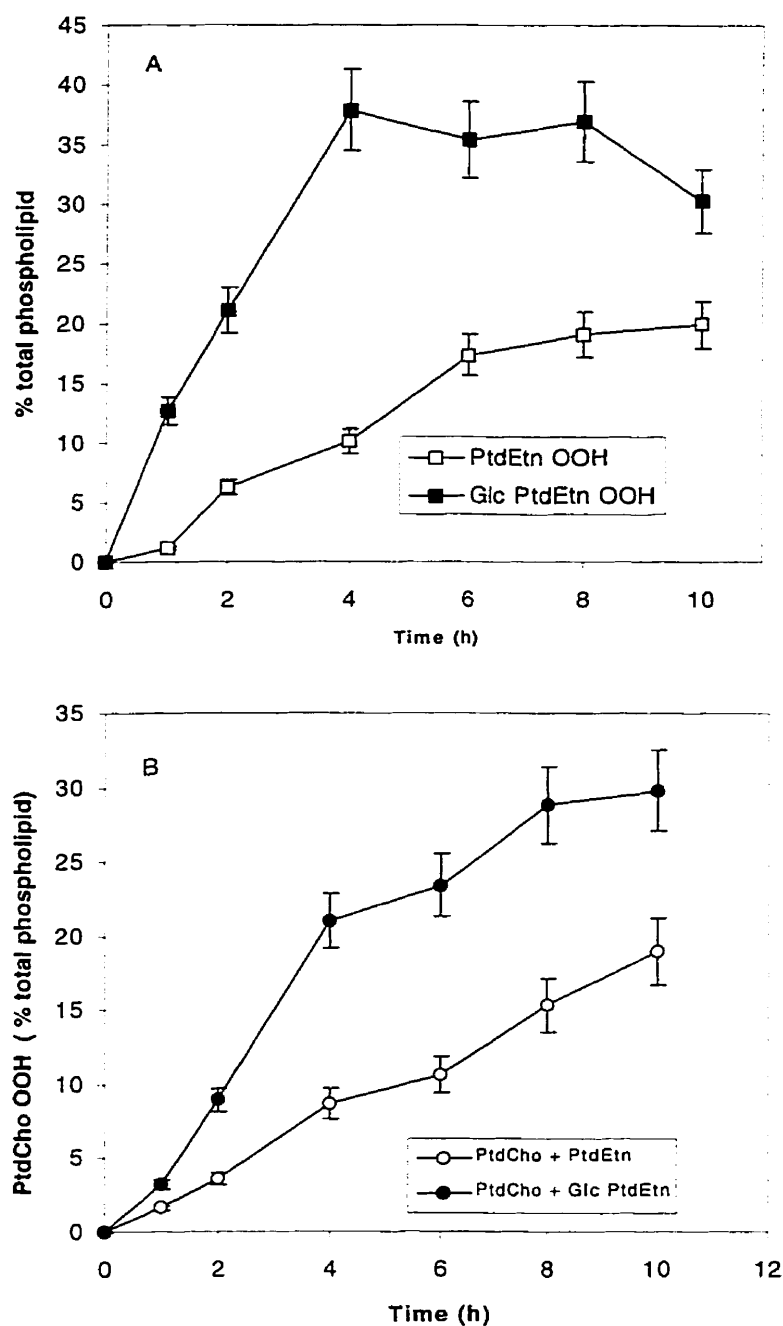 A
45
40
35
30
25
20
15
10
5
0
% total phospholipid
PtdEtn OOH
Glc PtdEtn OOH
0 2 4 6 8 10
Time (h)
B
35
30
25
20
15
10
5
0
PtdCho OOH ( % total phospholipid)
PtdCho + PtdEtn
PtdCho + Glc PtdEtn
0 2 4 6 8 10 12
Time (h)